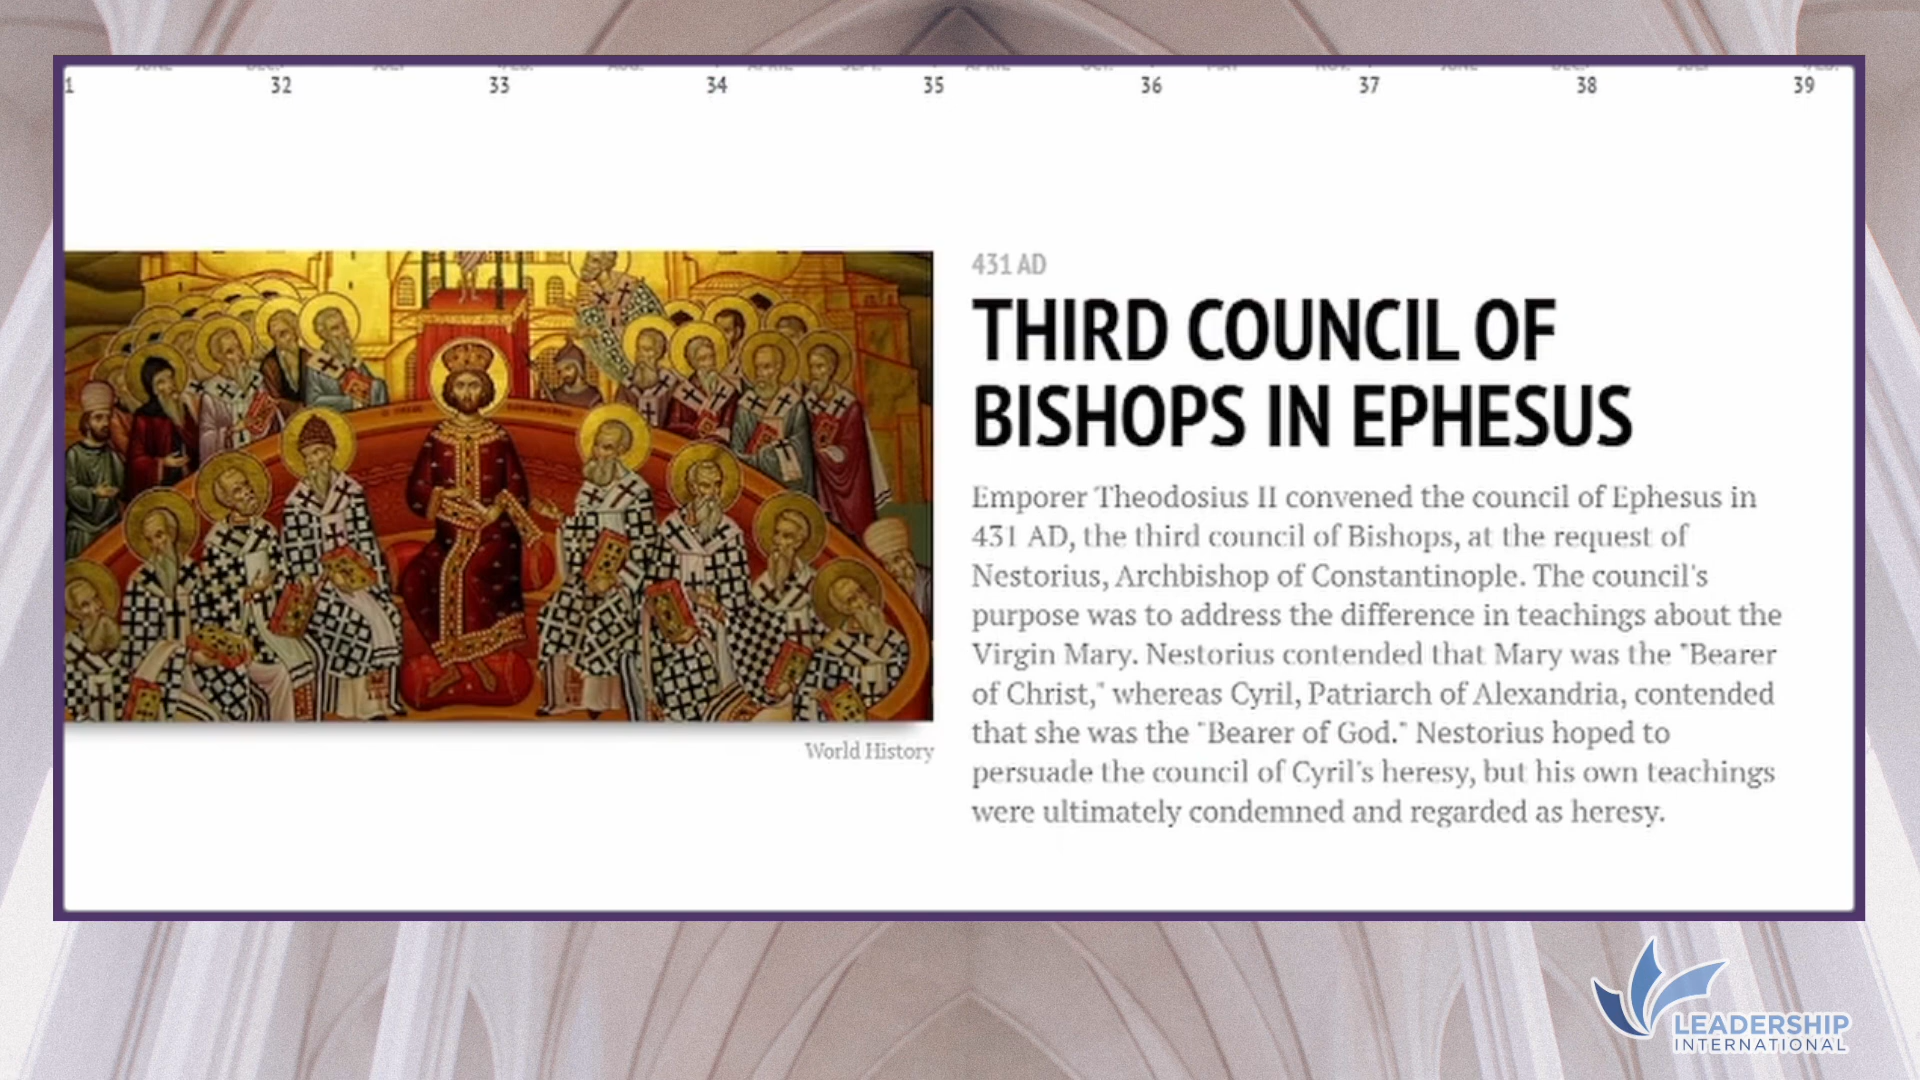 1 32 33 34 35 36 37 38 39
431 AD
THIRD COUNCIL OF
BISHOPS IN EPHESUS
Emporer Theodosius II convened the council of Ephesus in
431 AD, the third council of Bishops, at the request of
Nestorius, Archbishop of Constantinople. The council's
purpose was to address the difference in teachings about the
Virgin Mary. Nestorius contended that Mary was the "Bearer
of Christ," whereas Cyril, Patriarch of Alexandria, contended
that she was the "Bearer of God." Nestorius hoped to
persuade the council of Cyril's heresy, but his own teachings
were ultimately condemned and regarded as heresy.
World History
LEADERSHIP
INTERNATIONAL